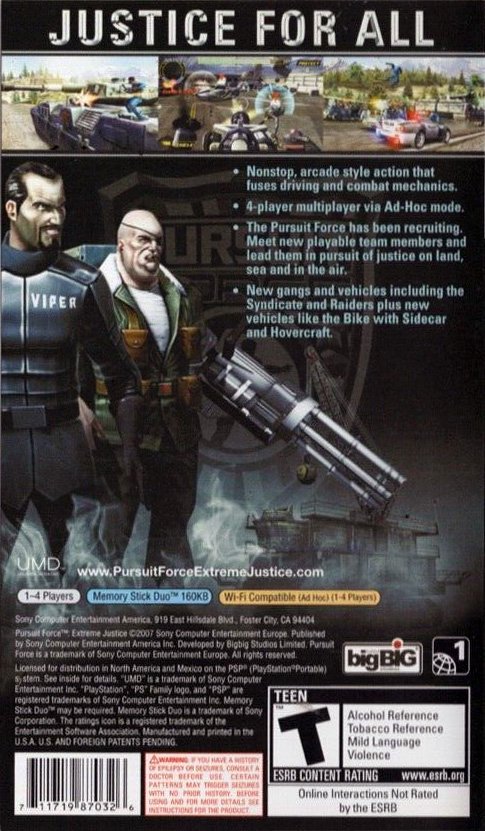 JUSTICE FOR ALL
• Nonstop, arcade style action that
fuses driving and combat mechanics.
• 4-player multiplayer via Ad-Hoc mode.
• The Pursuit Force has been recruiting.
Meet new playable team members and
lead them in pursuit of justice on land,
sea and in the air.
• New gangs and vehicles including the
Syndicate and Raiders plus new
vehicles like the Bike with Sidecar
and Hovercraft.
VIPER
UMD
www.PursuitForceExtremeJustice.com
1-4 Players
Memory Stick Duo™ 160KB
Wi-Fi Compatible (Ad Hoc) (1-4 Players)
Sony Computer Entertainment America, 919 East Hillsdale Blvd., Foster City, CA 94404
Pursuit Force™: Extreme Justice ©2007 Sony Computer Entertainment Europe. Published
by Sony Computer Entertainment America Inc. Developed by Bigbig Studios Limited. Pursuit
Force is a trademark of Sony Computer Entertainment Europe. All rights reserved.
Licensed for distribution in North America and Mexico on the PSP® (PlayStation®Portable)
system. See inside for details. "UMD" is a trademark of Sony Computer
Entertainment Inc. "PlayStation", "PS" Family logo, and "PSP" are
registered trademarks of Sony Computer Entertainment Inc. Memory
Stick Duo™ may be required. Memory Stick Duo is a trademark of Sony
Corporation. The ratings icon is a registered trademark of the
Entertainment Software Association. Manufactured and printed in the
U.S.A. U.S. AND FOREIGN PATENTS PENDING.
bigBIG
1
TEEN
T
Alcohol Reference
Tobacco Reference
Mild Language
Violence
ESRB CONTENT RATING www.esrb.org
Online Interactions Not Rated
by the ESRB
7 11719 87032 6
WARNING: IF YOU HAVE A HISTORY
OF EPILEPSY OR SEIZURES, CONSULT A
DOCTOR BEFORE USE. CERTAIN
PATTERNS MAY TRIGGER SEIZURES
WITH NO PRIOR HISTORY. BEFORE
USING AND FOR MORE DETAILS SEE
INSTRUCTIONS FOR THE PRODUCT.